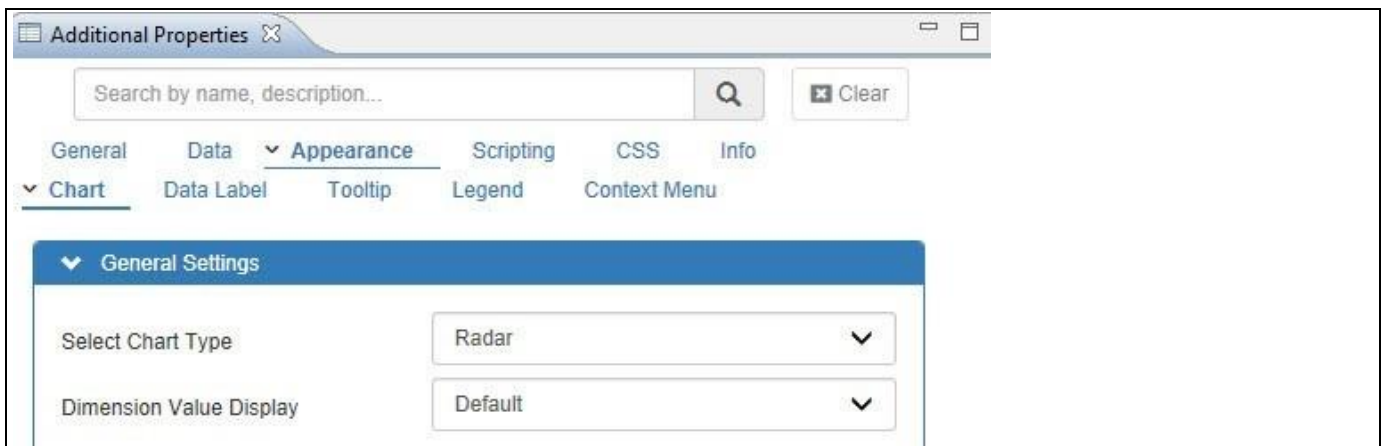 Additional Properties
Search by name, description... Clear
General Data Appearance Scripting CSS Info
Chart Data Label Tooltip Legend Context Menu
General Settings
Select Chart Type Radar
Dimension Value Display Default